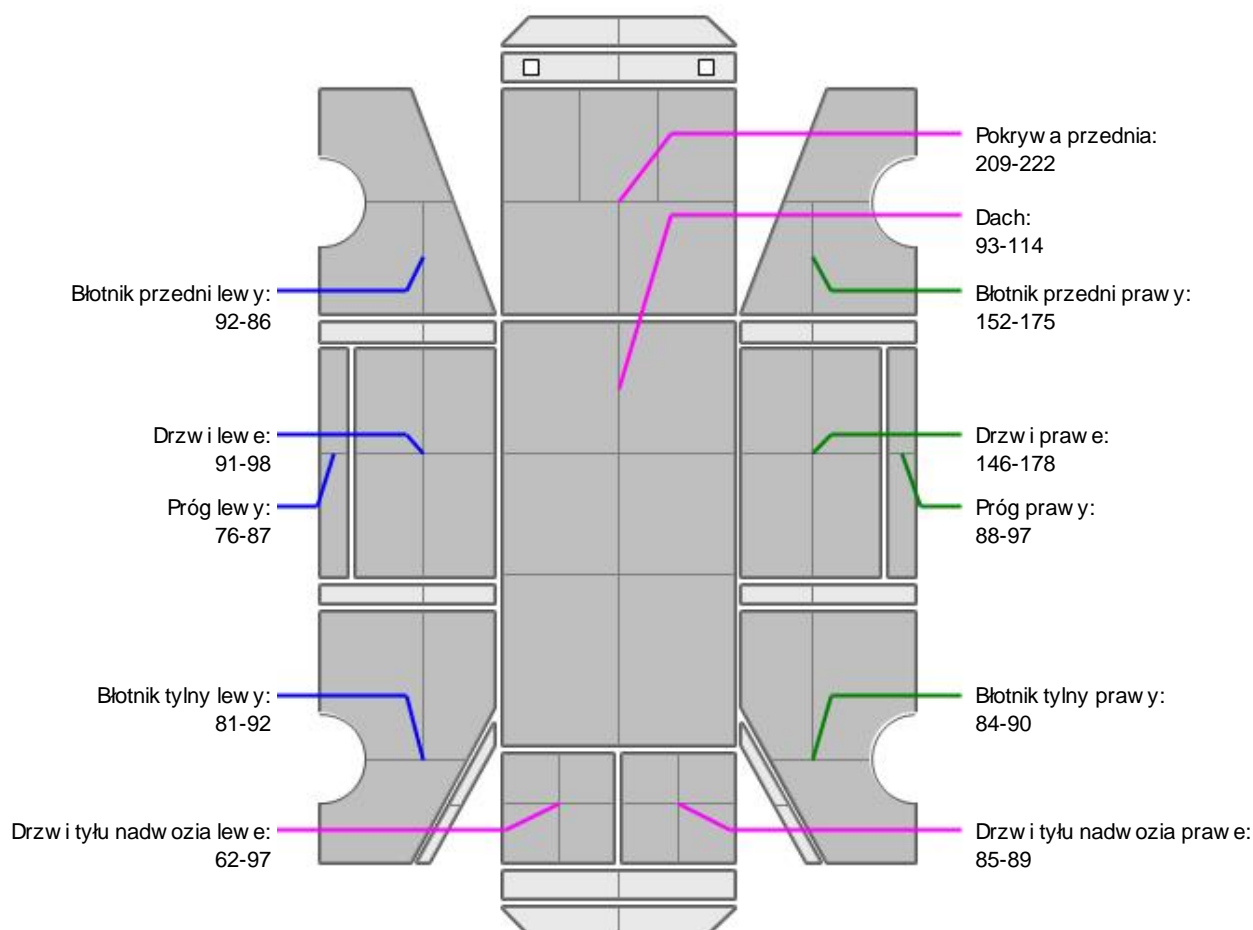 Pokrywa przednia:
209-222
Dach:
93-114
Błotnik przedni lewy:
92-86
Błotnik przedni prawy:
152-175
Drzwi lewe:
91-98
Drzwi prawe:
146-178
Próg lewy:
76-87
Próg prawy:
88-97
Błotnik tylny lewy:
81-92
Błotnik tylny prawy:
84-90
Drzwi tyłu nadwozia lewe:
62-97
Drzwi tyłu nadwozia prawe:
85-89